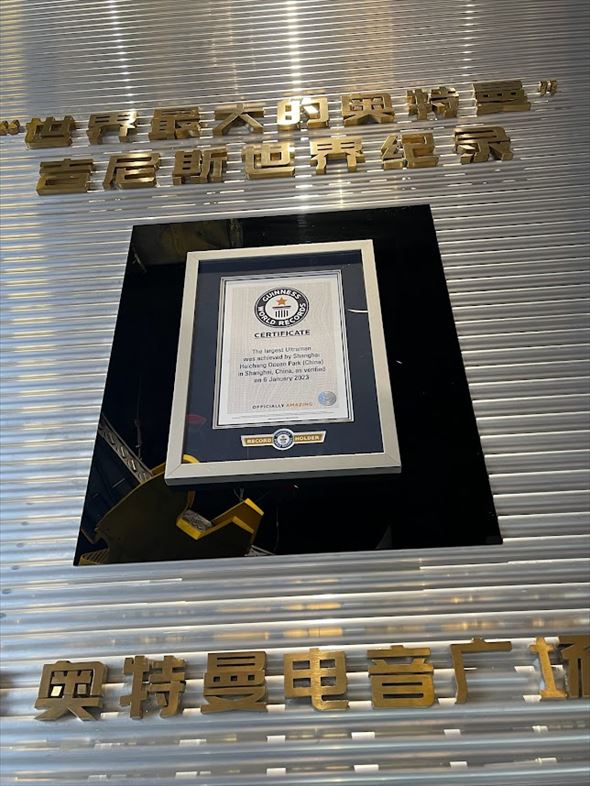 “世界最大的奥特曼”
吉尼斯世界纪录
GUINNESS
WORLD RECORDS
CERTIFICATE
The largest Ultraman
was achieved by Shanghai
Haichang Ocean Park (China)
in Shanghai, China, as verified
on 6 January 2023
OFFICIALLY AMAZING
RECORD HOLDER
奥特曼电音广场